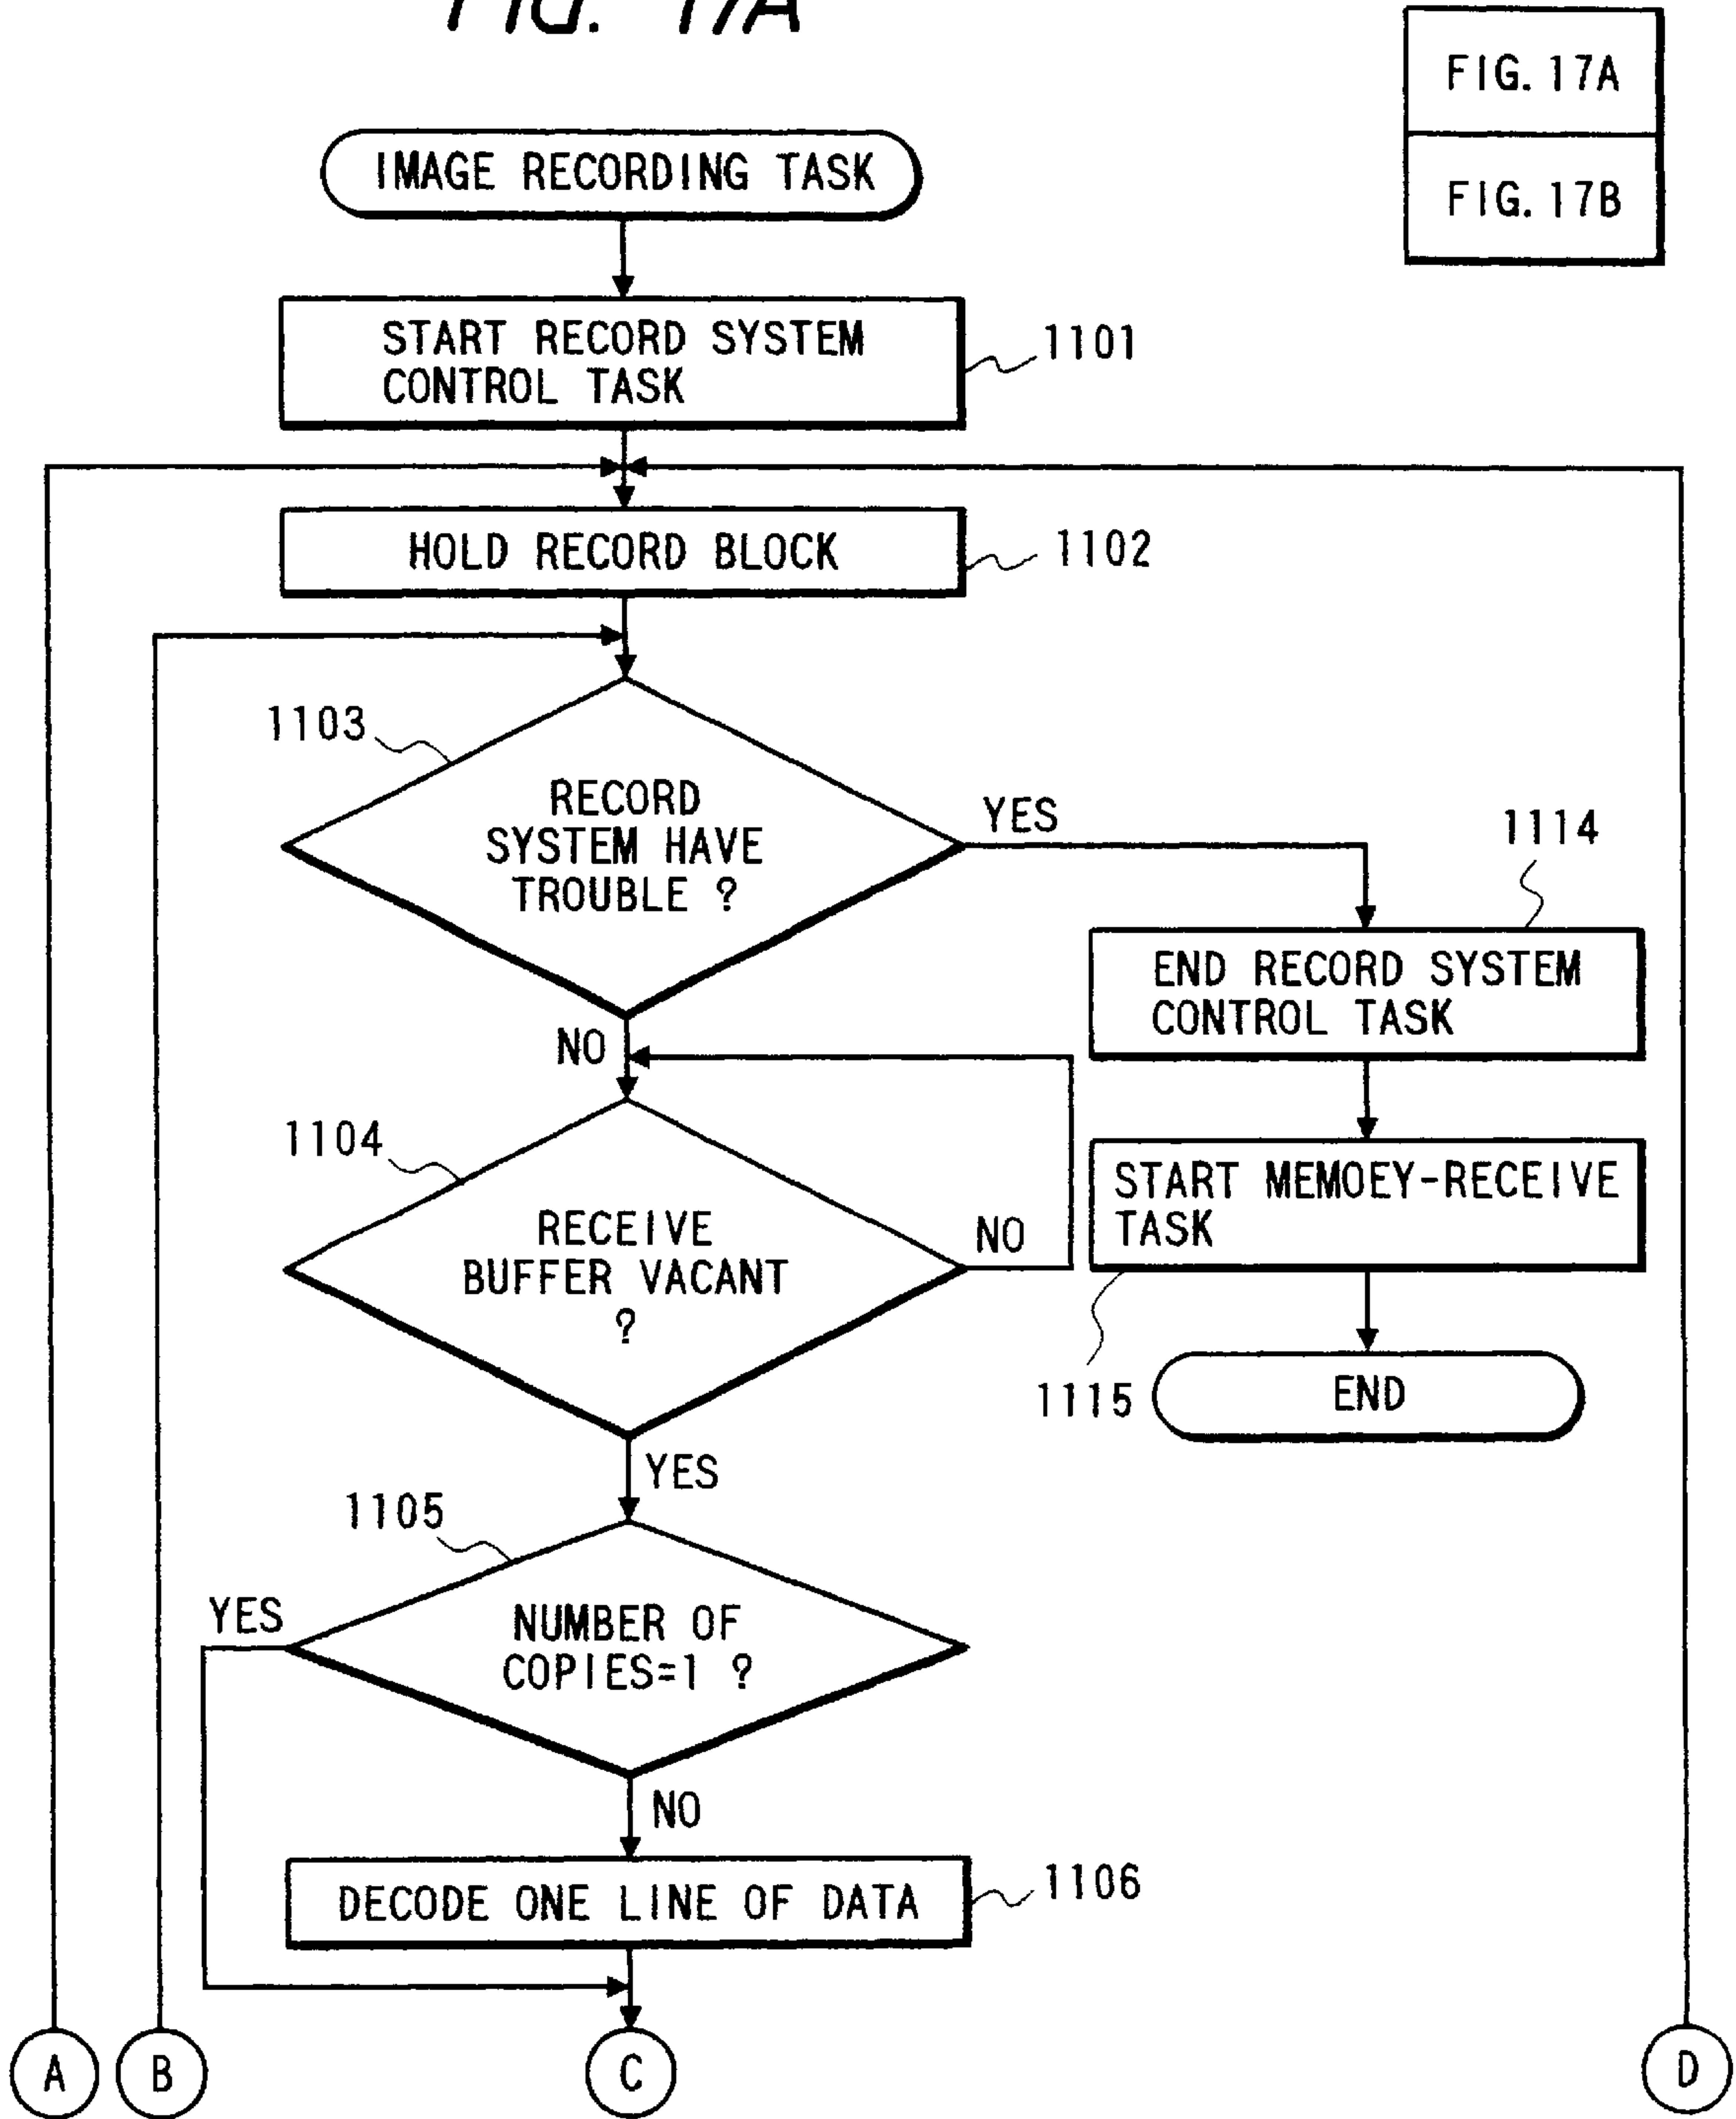 FIG. 17A
FIG. 17A
FIG. 17B
IMAGE RECORDING TASK
START RECORD SYSTEM
CONTROL TASK
1101
HOLD RECORD BLOCK
1102
1103
RECORD
SYSTEM HAVE
TROUBLE ?
YES
NO
1114
END RECORD SYSTEM
CONTROL TASK
START MEMOEY-RECEIVE
TASK
1115
END
1104
RECEIVE
BUFFER VACANT
?
NO
YES
1105
NUMBER OF
COPIES=1 ?
YES
NO
DECODE ONE LINE OF DATA
1106
A
B
C
D